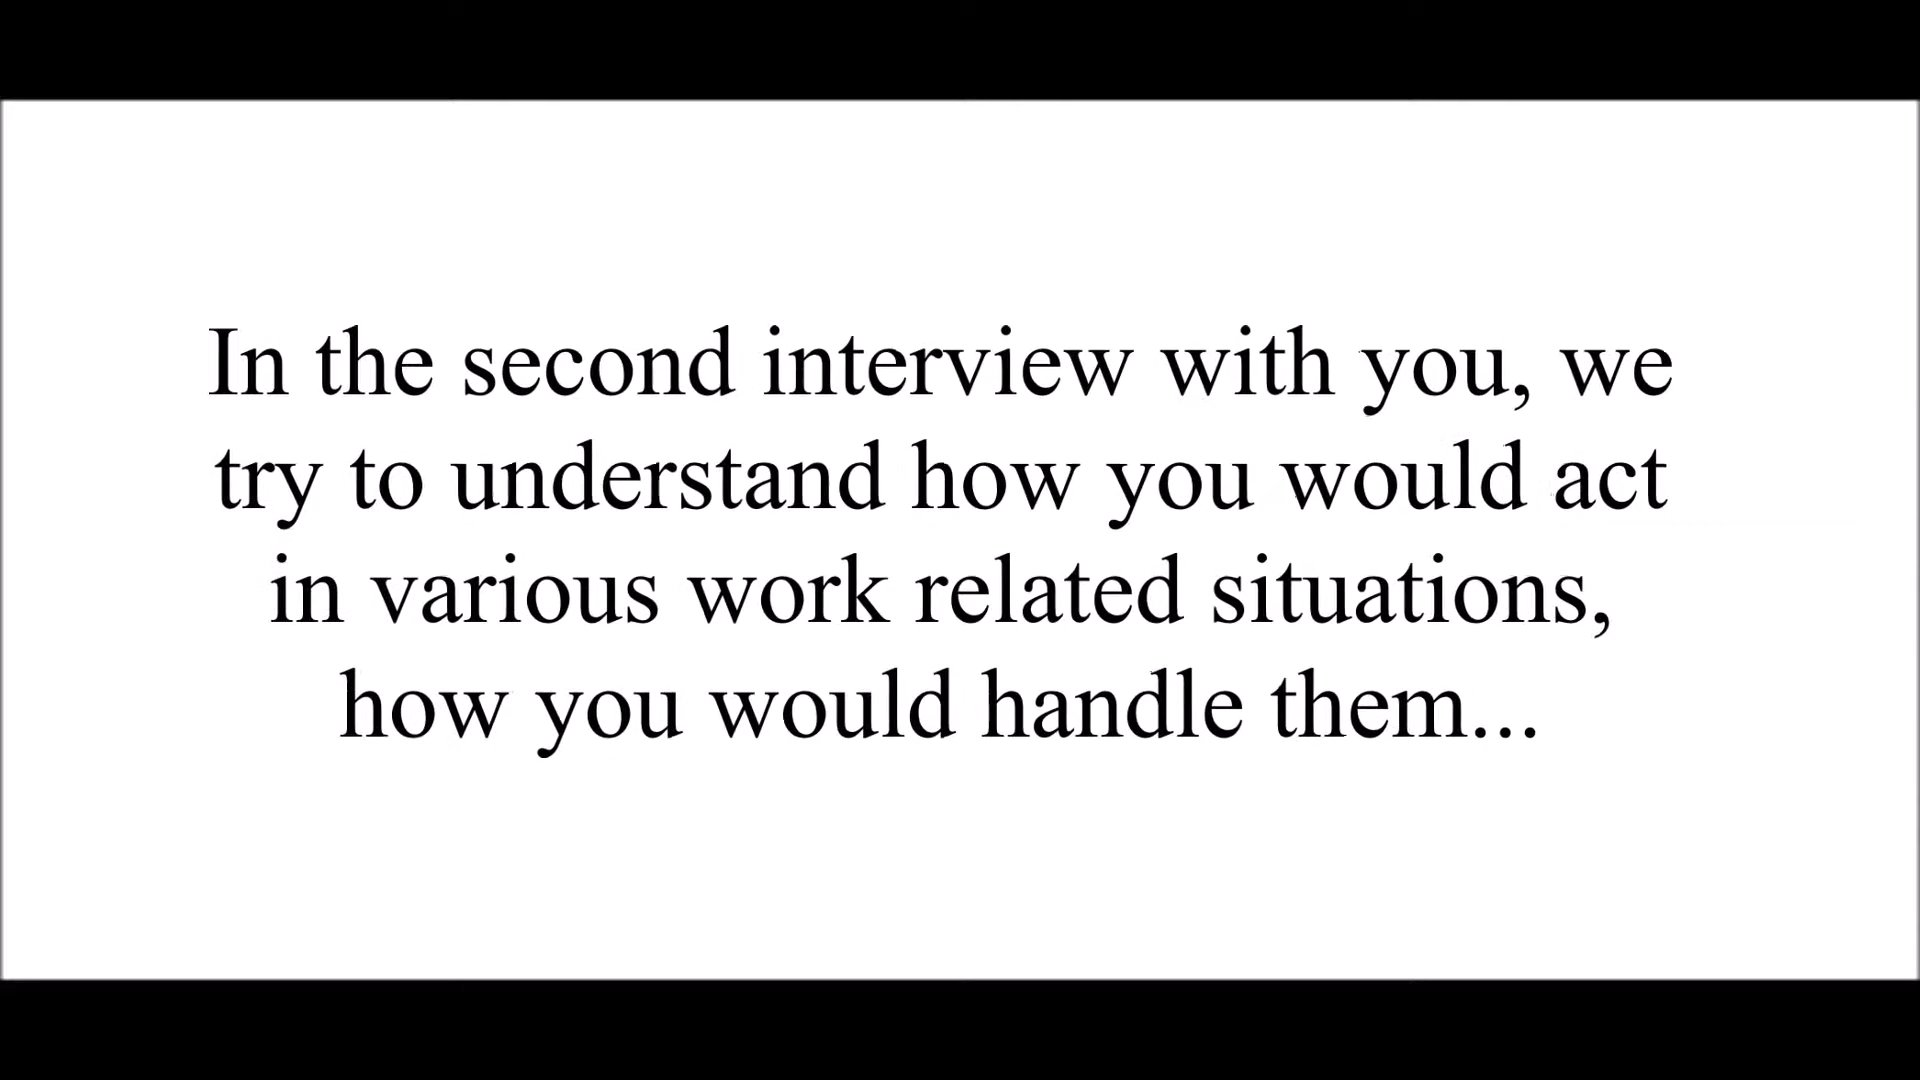 In the second interview with you, we
try to understand how you would act
in various work related situations,
how you would handle them...